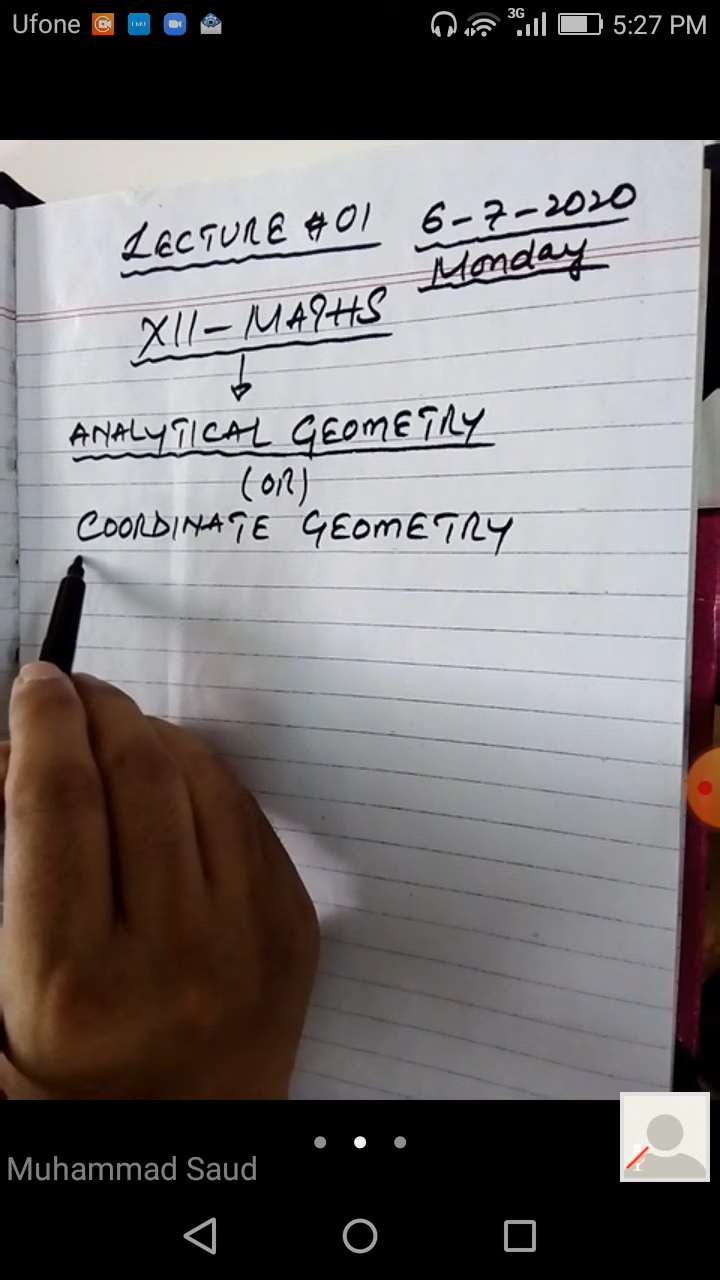 Ufone 3G 5:27 PM
LECTURE #01 6-7-2020
Monday
XII-MATHS
ANALYTICAL GEOMETRY
(OR)
COORDINATE GEOMETRY
Muhammad Saud